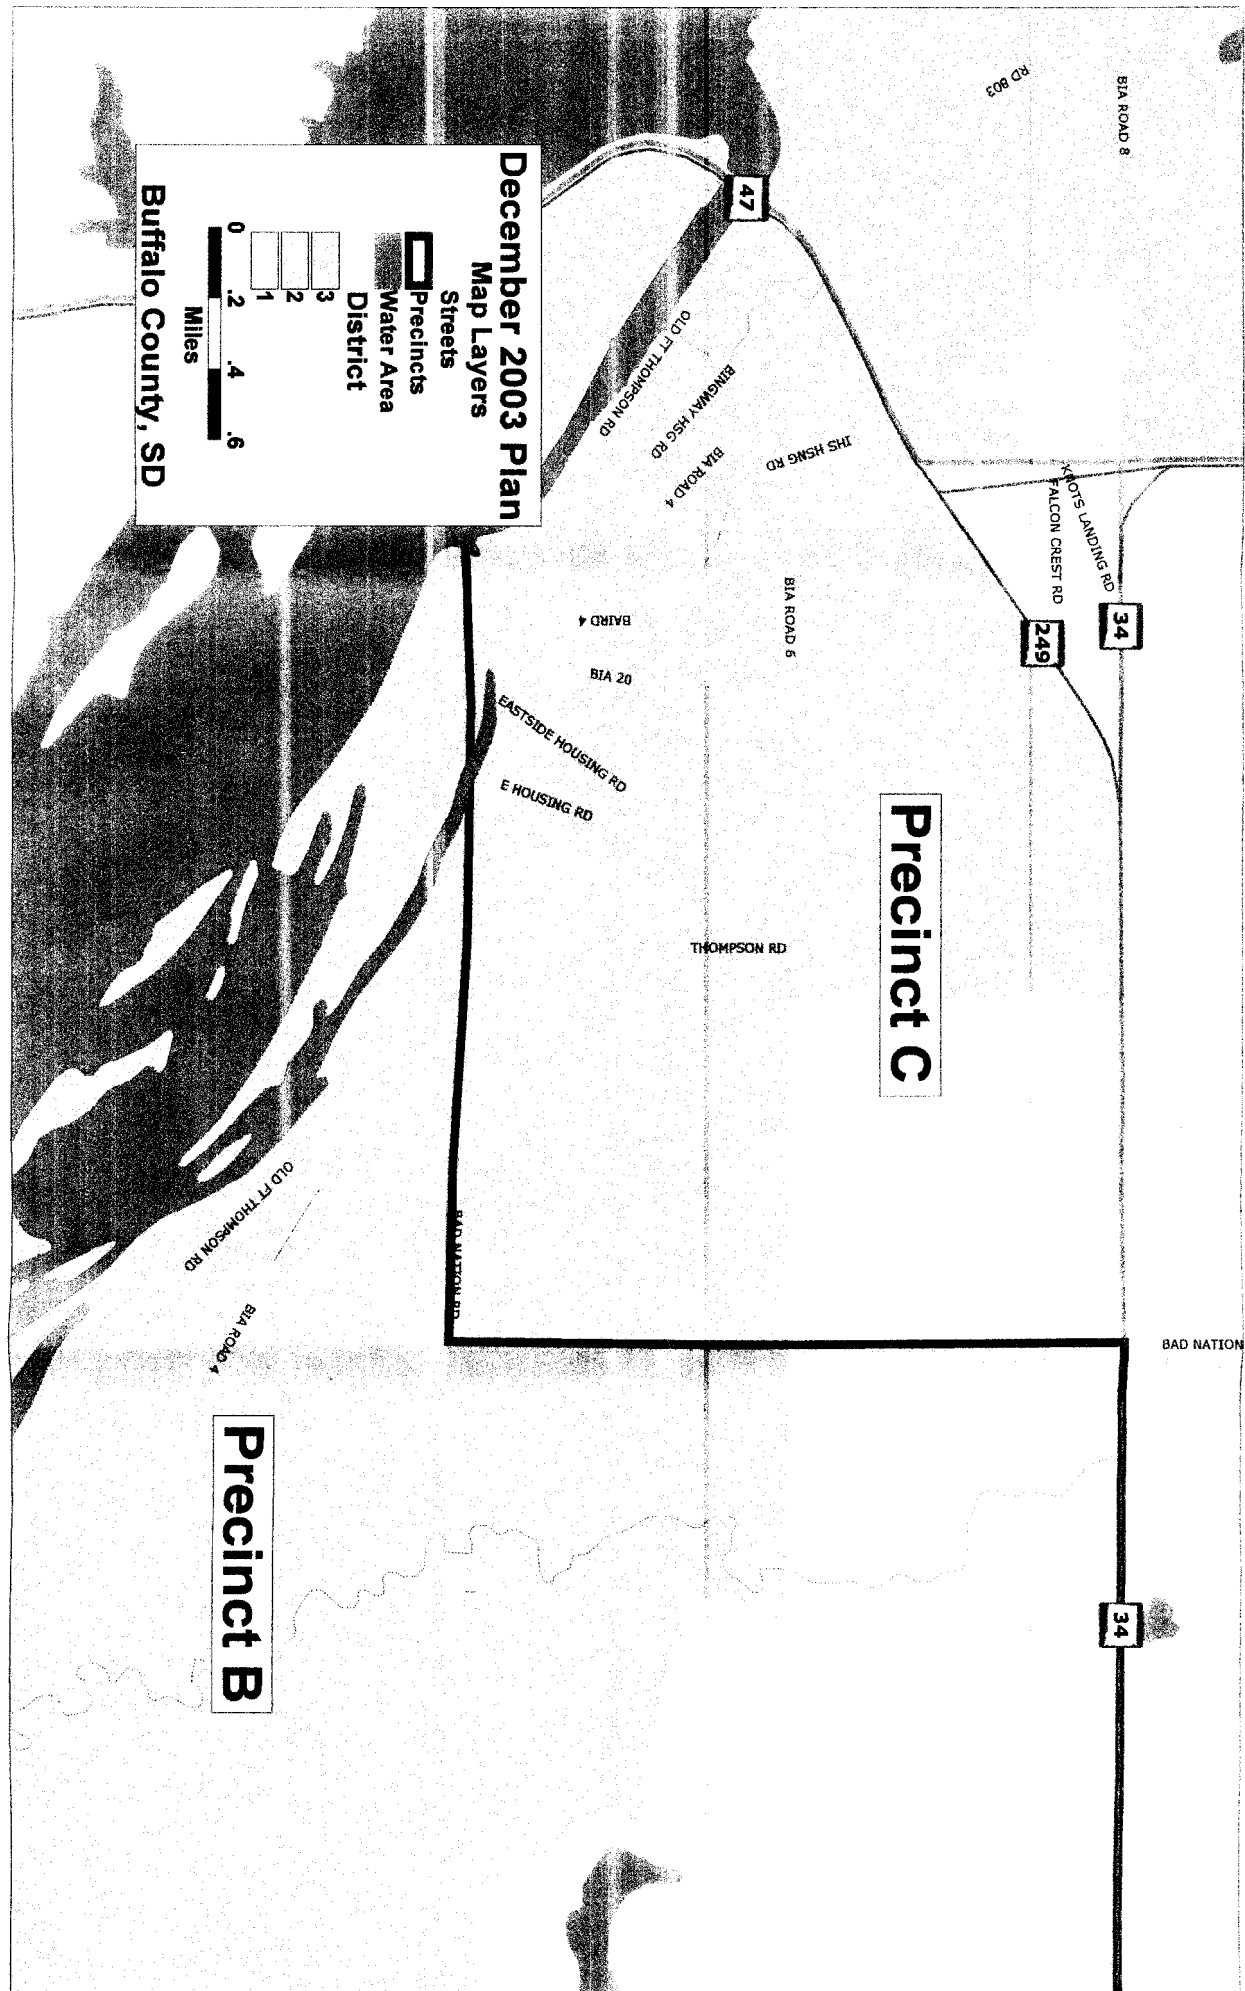 December 2003 Plan
Map Layers
Streets
Precincts
Water Area
District
3
2
1
0 .2 .4 .6
Miles
Buffalo County, SD
47
RD 803
BIA ROAD 8
OLD FT THOMPSON RD
BINGWAY HSG RD
BIA ROAD 4
IHS HSNG RD
KNOTS LANDING RD
FALCON CREST RD
34
249
BIA ROAD 6
BAIRD 4
BIA 20
EASTSIDE HOUSING RD
E HOUSING RD
Precinct C
THOMPSON RD
OLD FT THOMPSON RD
BAD NATION RD
BIA ROAD 4
BAD NATION
Precinct B
34